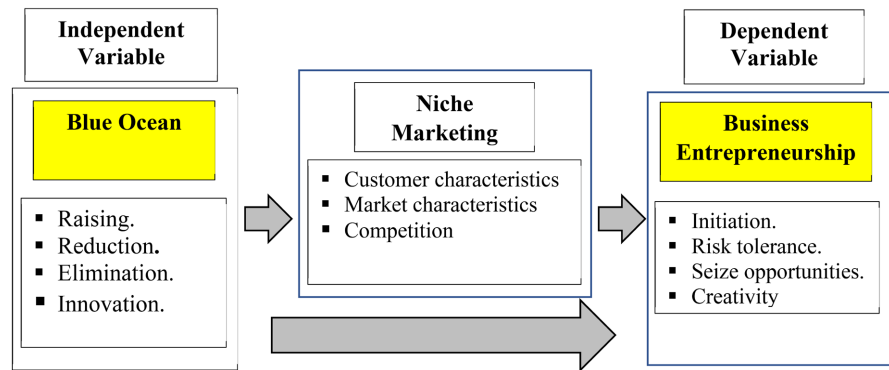 Independent
Variable
Blue Ocean
▪ Raising.
▪ Reduction.
▪ Elimination.
▪ Innovation.
Niche
Marketing
▪ Customer characteristics
▪ Market characteristics
▪ Competition
Dependent
Variable
Business
Entrepreneurship
▪ Initiation.
▪ Risk tolerance.
▪ Seize opportunities.
▪ Creativity